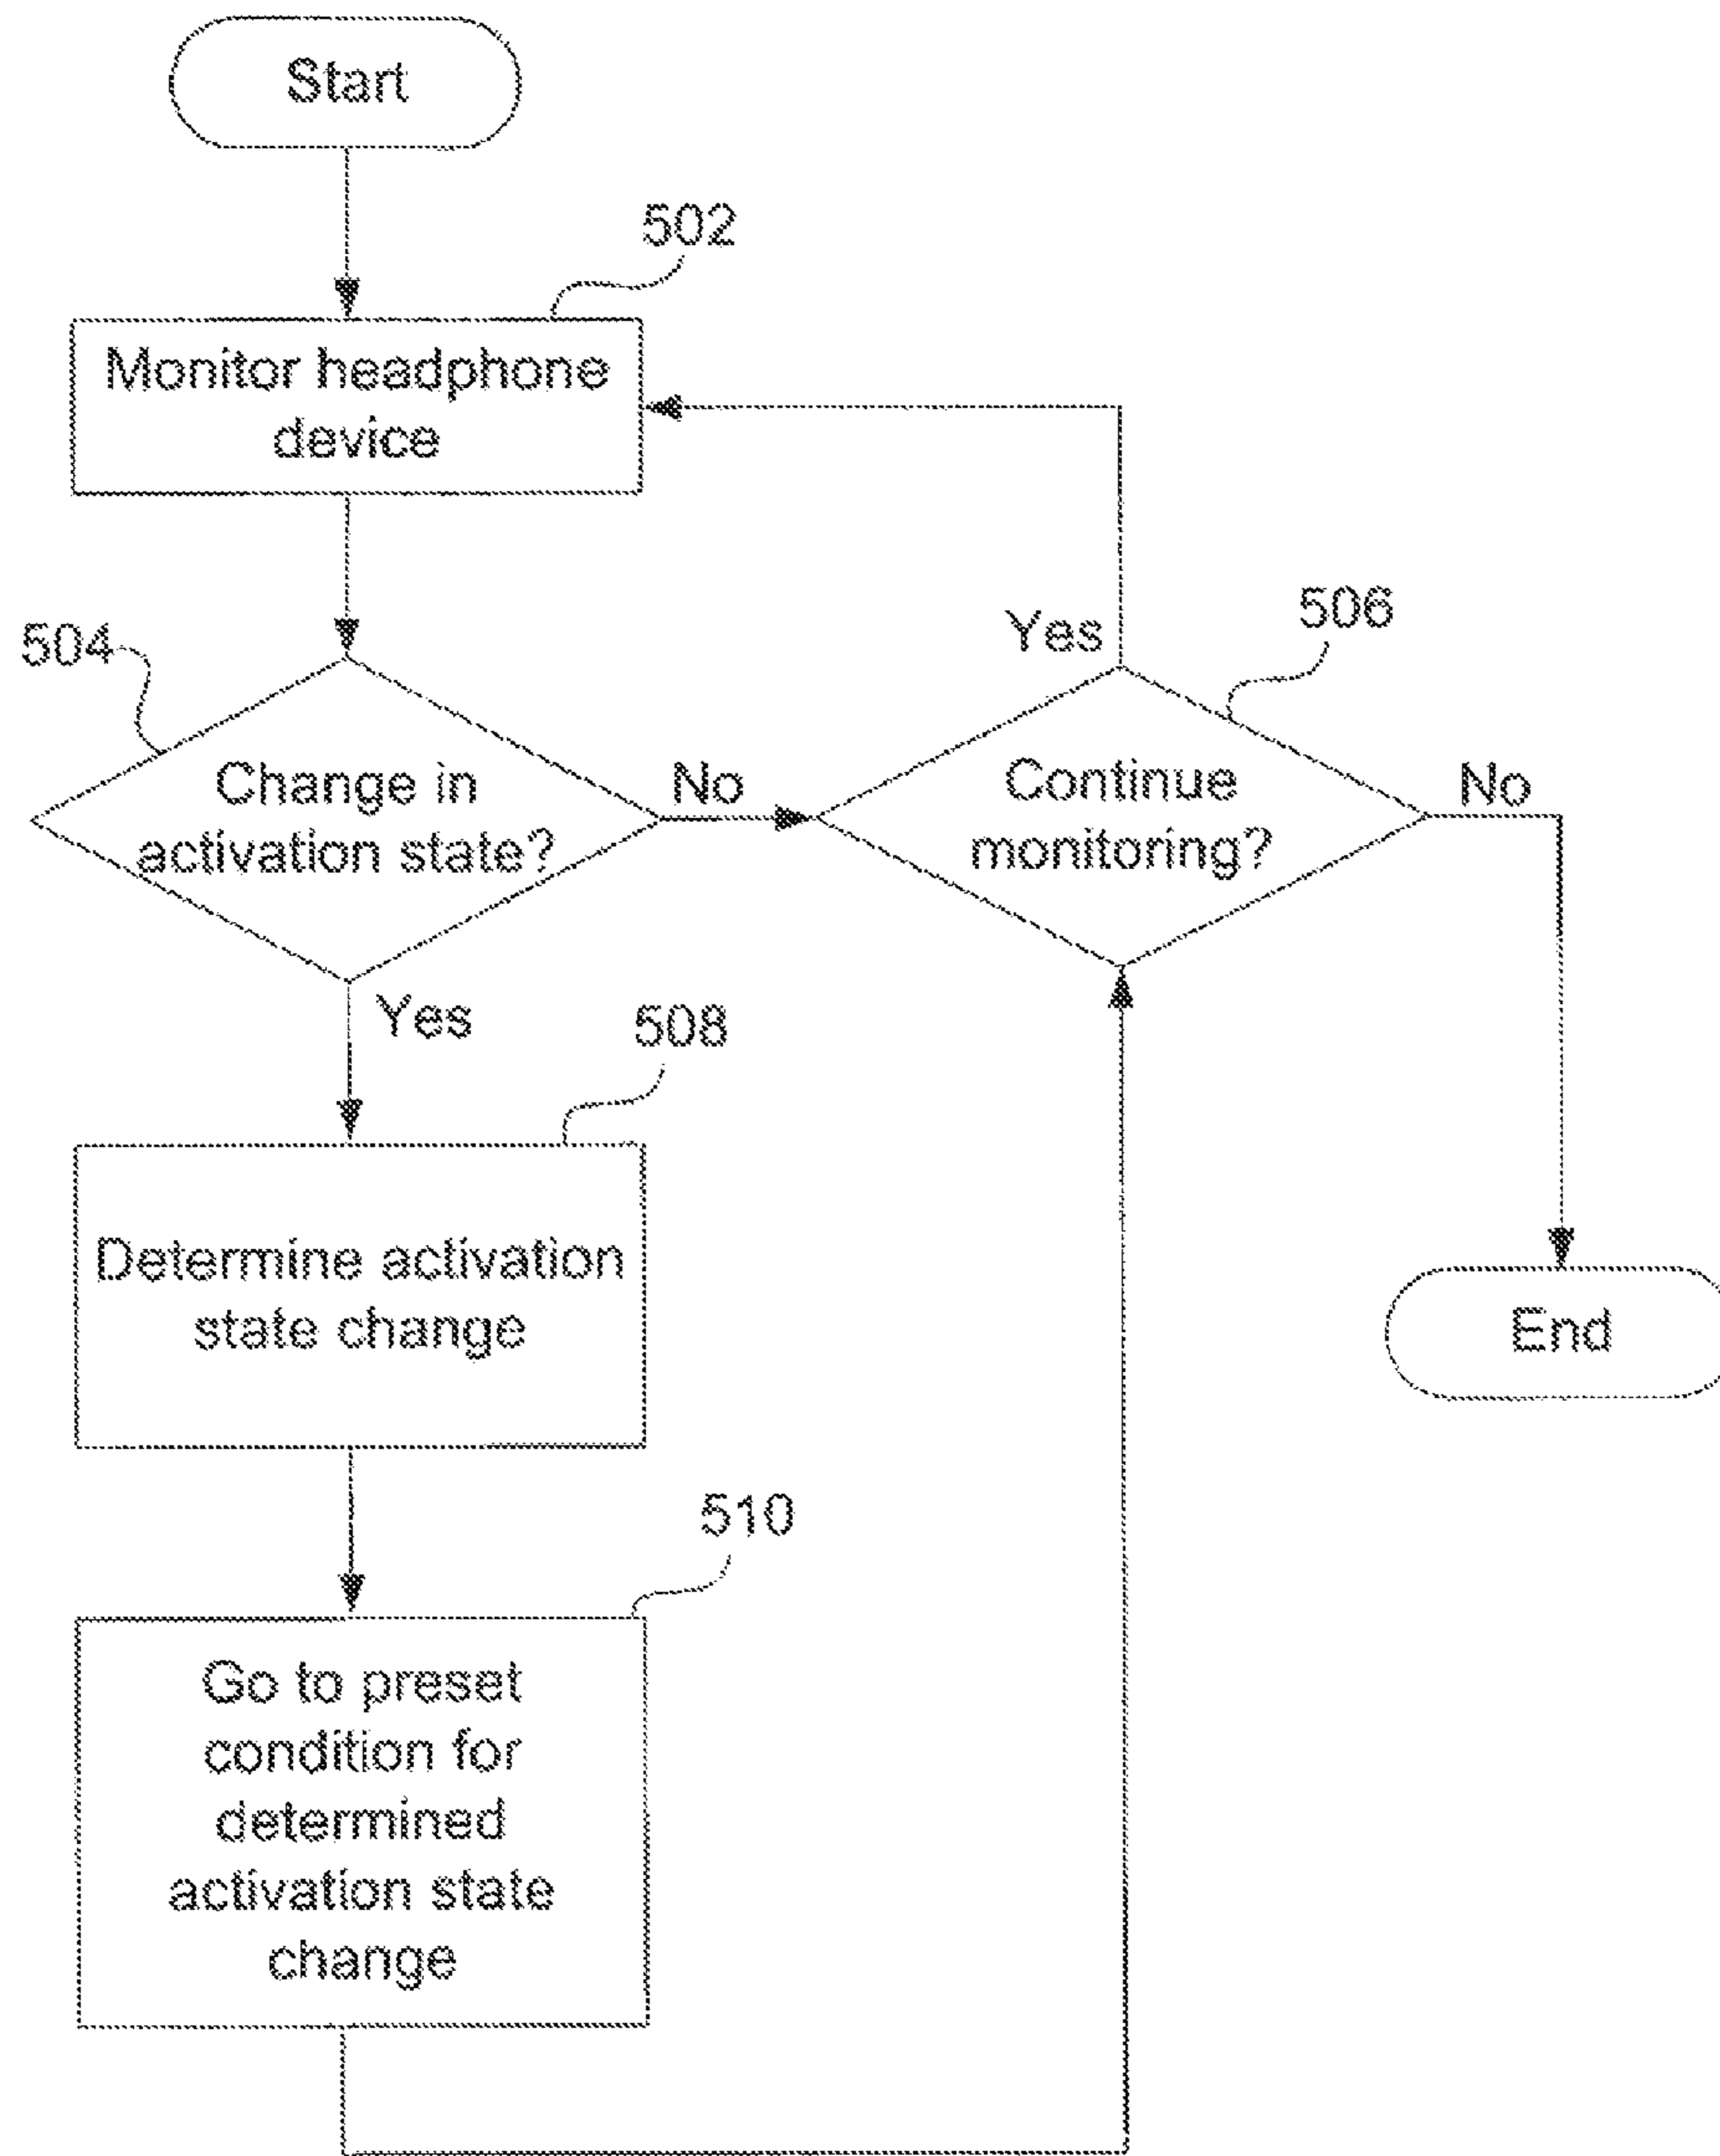 Start
502
Monitor headphone
device
504
Change in
activation state?
No
Yes
506
Continue
monitoring?
Yes
No
508
Determine activation
state change
End
510
Go to preset
condition for
determined
activation state
change